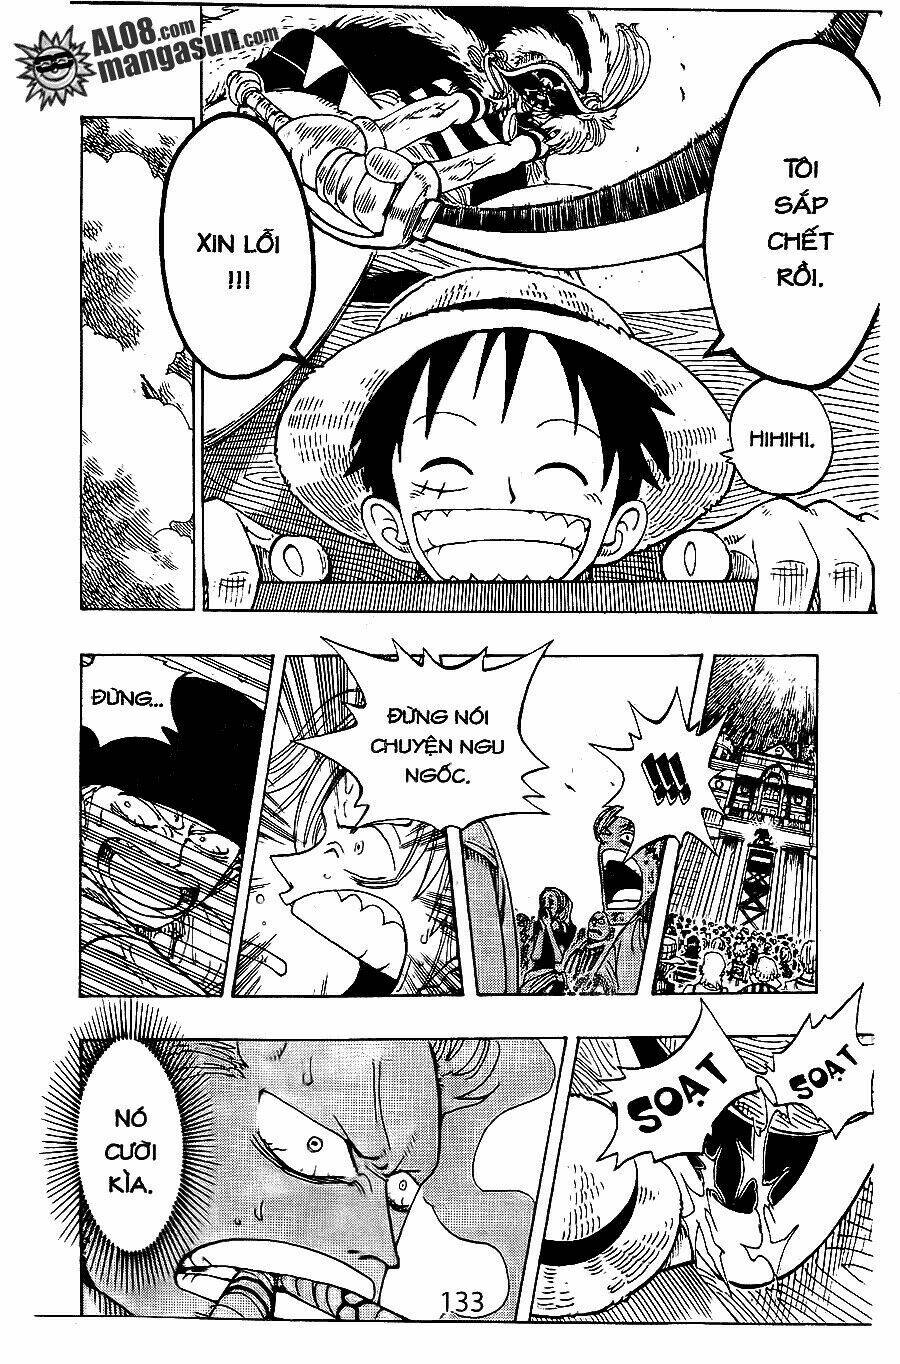 AL08.com
mangasun.com
TÔI
SẮP
CHẾT
RỒI.
XIN LỖI
!!!
HIHIHI.
ĐỪNG...
ĐỪNG NÓI
CHUYỆN NGU
NGỐC.
!!!
SOẠT
SOẠT
NÓ
CƯỜI
KÌA.
133